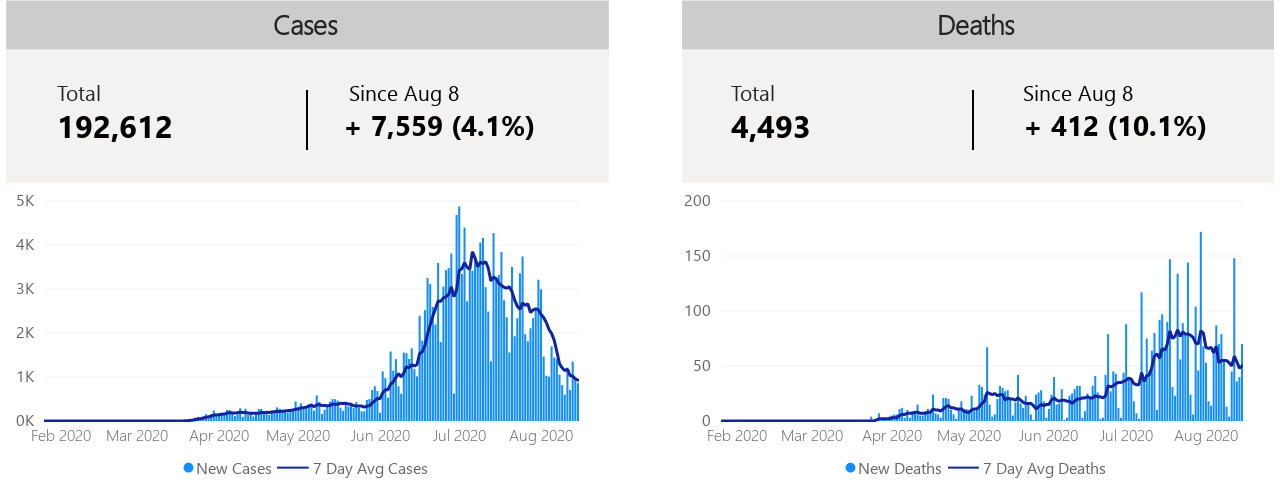 Cases
Total
192,612
Since Aug 8
+ 7,559 (4.1%)
5K
4K
3K
2K
1K
0K
Feb 2020 Mar 2020 Apr 2020 May 2020 Jun 2020 Jul 2020 Aug 2020
New Cases 7 Day Avg Cases
Deaths
Total
4,493
Since Aug 8
+ 412 (10.1%)
200
150
100
50
0
Feb 2020 Mar 2020 Apr 2020 May 2020 Jun 2020 Jul 2020 Aug 2020
New Deaths 7 Day Avg Deaths